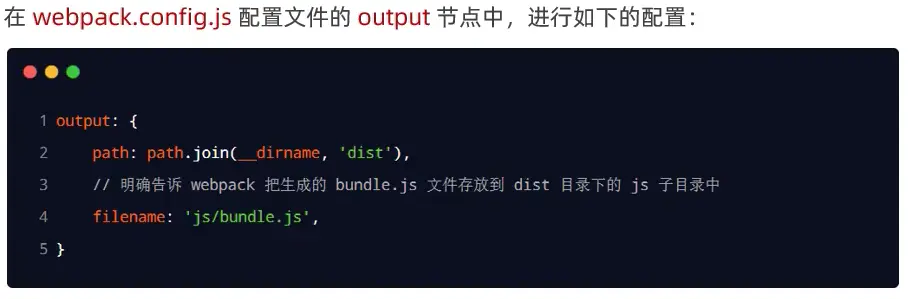 在 webpack.config.js 配置文件的 output 节点中，进行如下的配置：
1 output: {
2     path: path.join(__dirname, 'dist'),
3     // 明确告诉 webpack 把生成的 bundle.js 文件存放到 dist 目录下的 js 子目录中
4     filename: 'js/bundle.js',
5 }